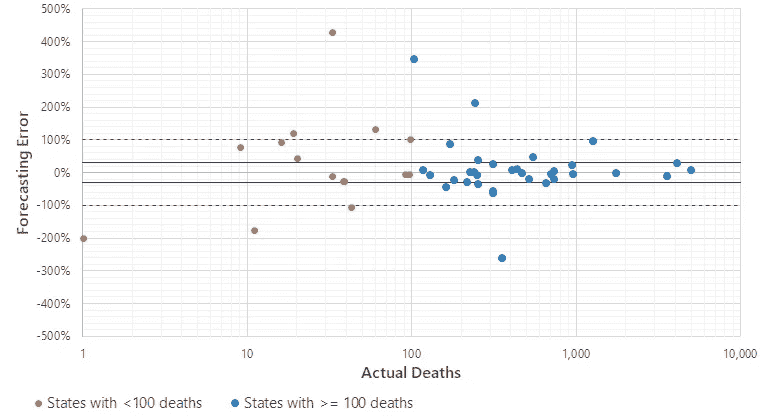 500%
400%
300%
200%
100%
0%
-100%
-200%
-300%
-400%
-500%
Forecasting Error
1 10 100 1,000 10,000
Actual Deaths
States with <100 deaths States with >= 100 deaths